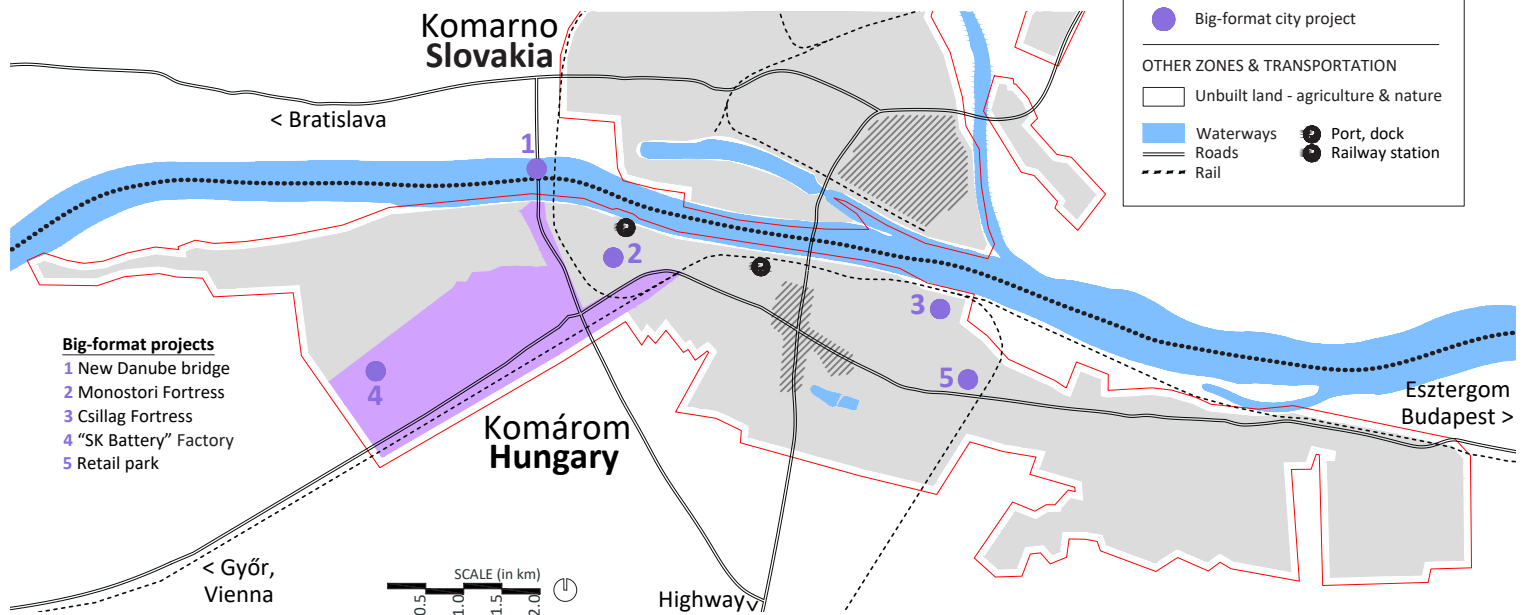 Komarno
Slovakia
< Bratislava
1
2
3
4
5
Big-format projects
1 New Danube bridge
2 Monostori Fortress
3 Csillag Fortress
4 “SK Battery” Factory
5 Retail park
Komárom
Hungary
< Győr,
Vienna
SCALE (in km)
0.5
1.0
1.5
2.0
Highway
Esztergom
Budapest >
Big-format city project
OTHER ZONES & TRANSPORTATION
Unbuilt land - agriculture & nature
Waterways
Roads
Rail
Port, dock
Railway station